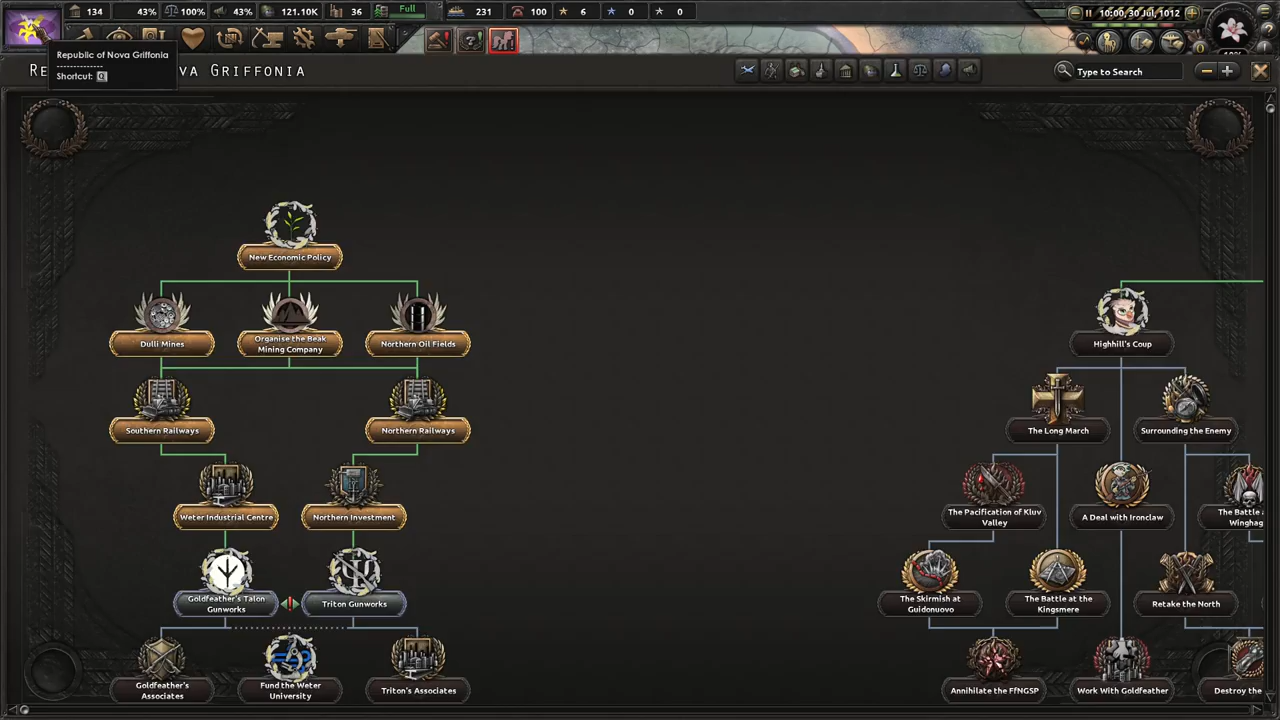 134
43%
100%
43%
121.10K
36
Full
231
100
6
0
0
10:00, 30 Jul, 1012
Republic of Nova Griffonia
--------------
Shortcut: Q
RE
VA GRIFFONIA
Type to Search
New Economic Policy
Dulli Mines
Organise the Beak
Mining Company
Northern Oil Fields
Highhill's Coup
Southern Railways
Northern Railways
The Long March
Surrounding the Enemy
Weter Industrial Centre
Northern Investment
The Pacification of Kluv
Valley
A Deal with Ironclaw
The Battle a
Winghag
Goldfeather's Talon
Gunworks
Triton Gunworks
The Skirmish at
Guidonuovo
The Battle at the
Kingsmere
Retake the North
Goldfeather's
Associates
Fund the Weter
University
Triton's Associates
Annihilate the FfNGSP
Work With Goldfeather
Destroy the